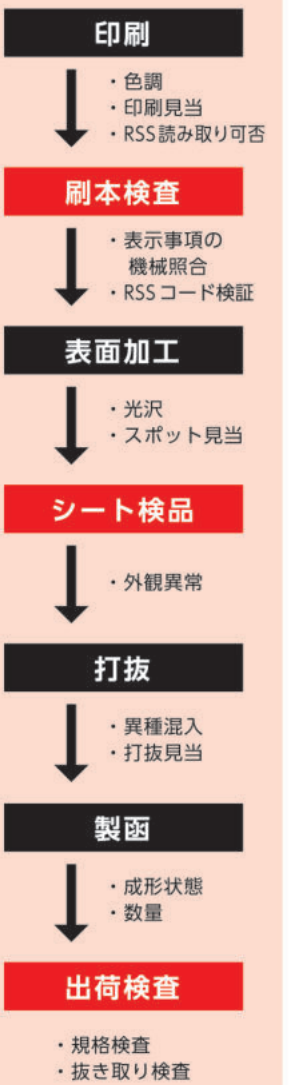 印刷
・色調
・印刷見当
・RSS読み取り可否
刷本検査
・表示事項の
機械照合
・RSSコード検証
表面加工
・光沢
・スポット見当
シート検品
・外観異常
打抜
・異種混入
・打抜見当
製函
・成形状態
・数量
出荷検査
・規格検査
・抜き取り検査